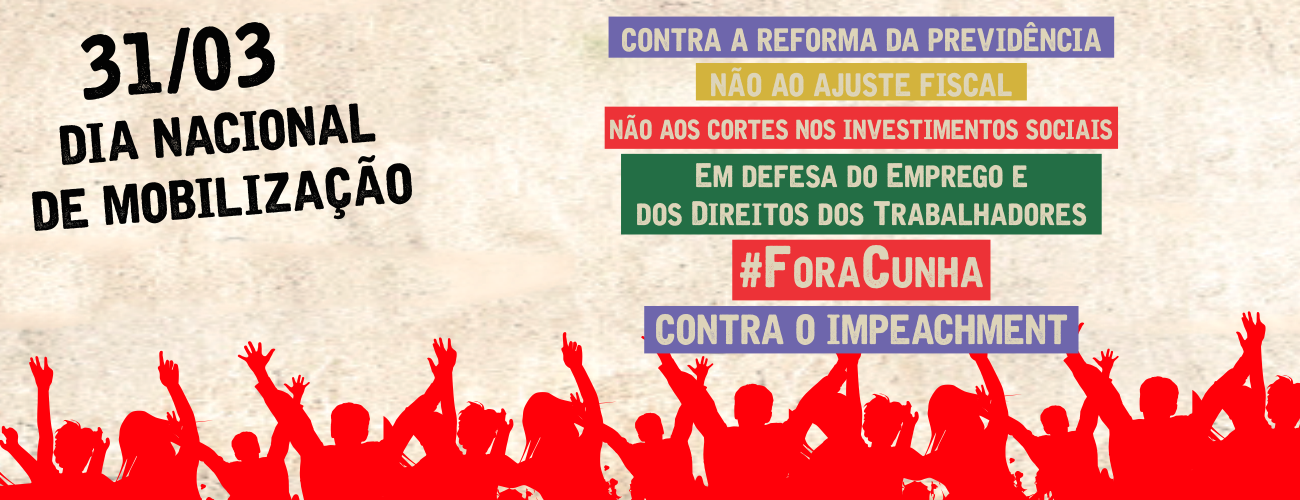 31/03
DIA NACIONAL
DE MOBILIZAÇÃO
CONTRA A REFORMA DA PREVIDÊNCIA
NÃO AO AJUSTE FISCAL
NÃO AOS CORTES NOS INVESTIMENTOS SOCIAIS
EM DEFESA DO EMPREGO E
DOS DIREITOS DOS TRABALHADORES
#FORACUNHA
CONTRA O IMPEACHMENT